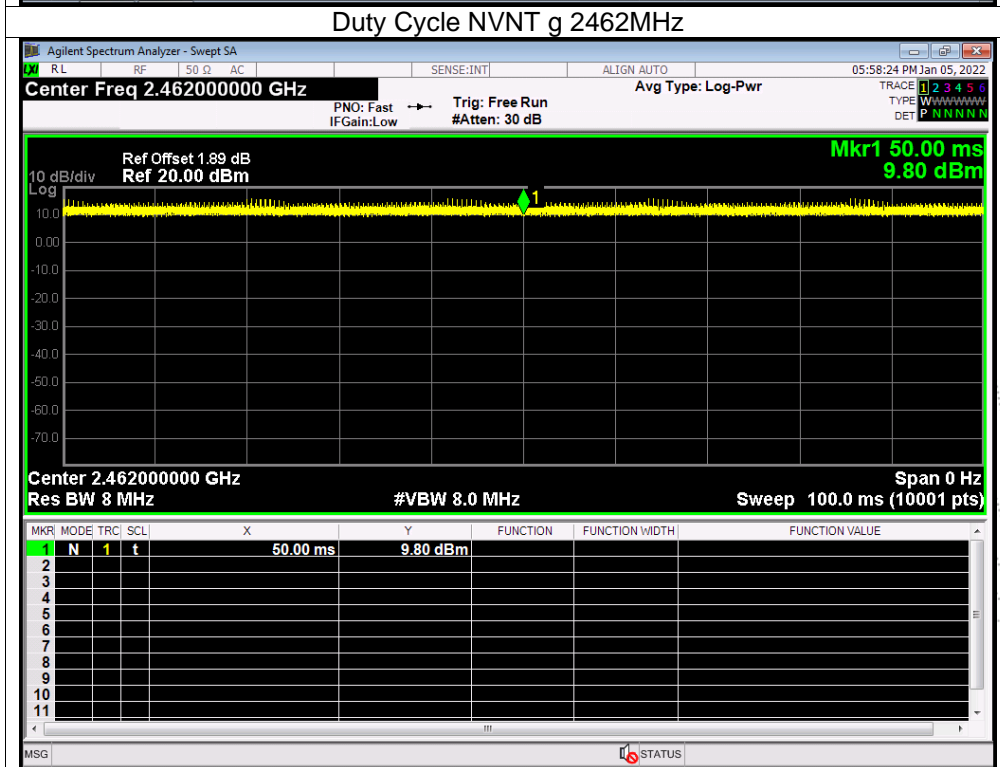 Duty Cycle NVNT g 2462MHz
Agilent Spectrum Analyzer - Swept SA
LXI RL RF 50 Ω AC SENSE:INT ALIGN AUTO 05:58:24 PM Jan 05, 2022
Center Freq 2.462000000 GHz Avg Type: Log-Pwr TRACE 1 2 3 4 5 6
PNO: Fast Trig: Free Run TYPE WWWWWW
IFGain:Low #Atten: 30 dB DET P N N N N N
Mkr1 50.00 ms
Ref Offset 1.89 dB
10 dB/div Ref 20.00 dBm 9.80 dBm
Log
1
10.0
0.00
-10.0
-20.0
-30.0
-40.0
-50.0
-60.0
-70.0
Center 2.462000000 GHz Span 0 Hz
Res BW 8 MHz #VBW 8.0 MHz Sweep 100.0 ms (10001 pts)
MKR MODE TRC SCL X Y FUNCTION FUNCTION WIDTH FUNCTION VALUE
1 N 1 t 50.00 ms 9.80 dBm
2
3
4
5
6
7
8
9
10
11
MSG STATUS